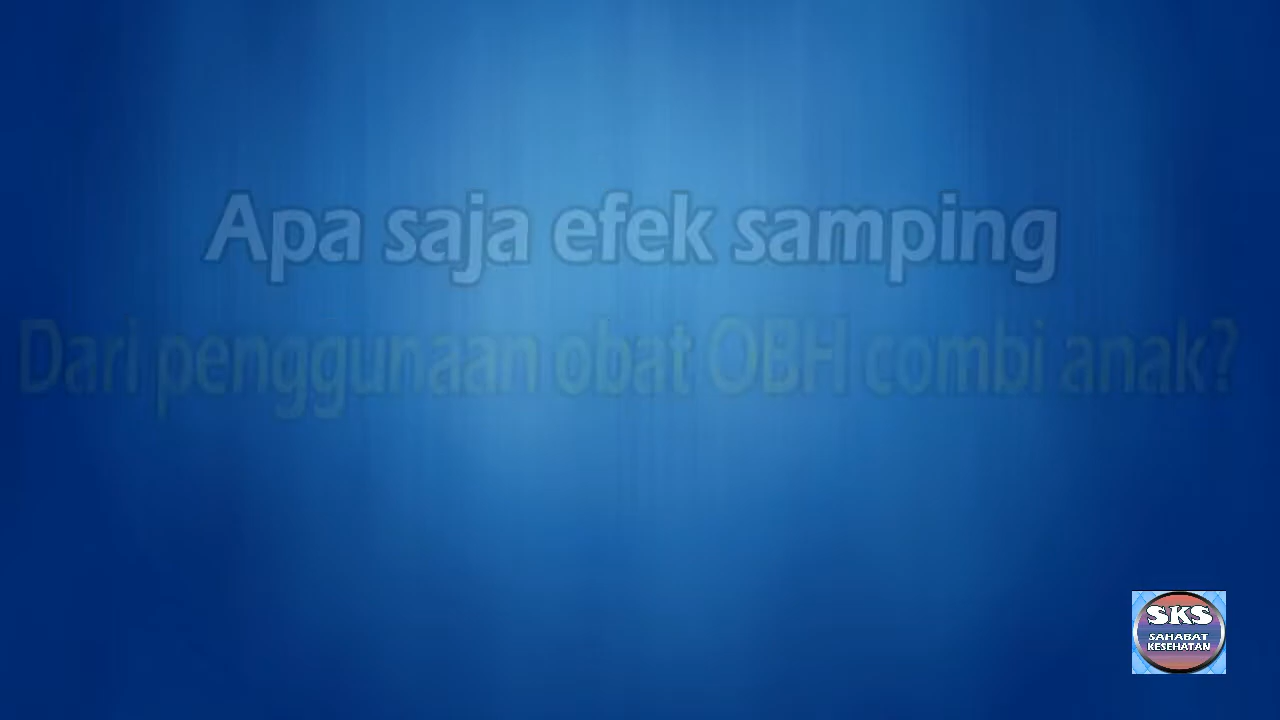 Apa saja efek samping
Dari penggunaan obat OBH combi anak?
SKS
SAHABAT
KESEHATAN